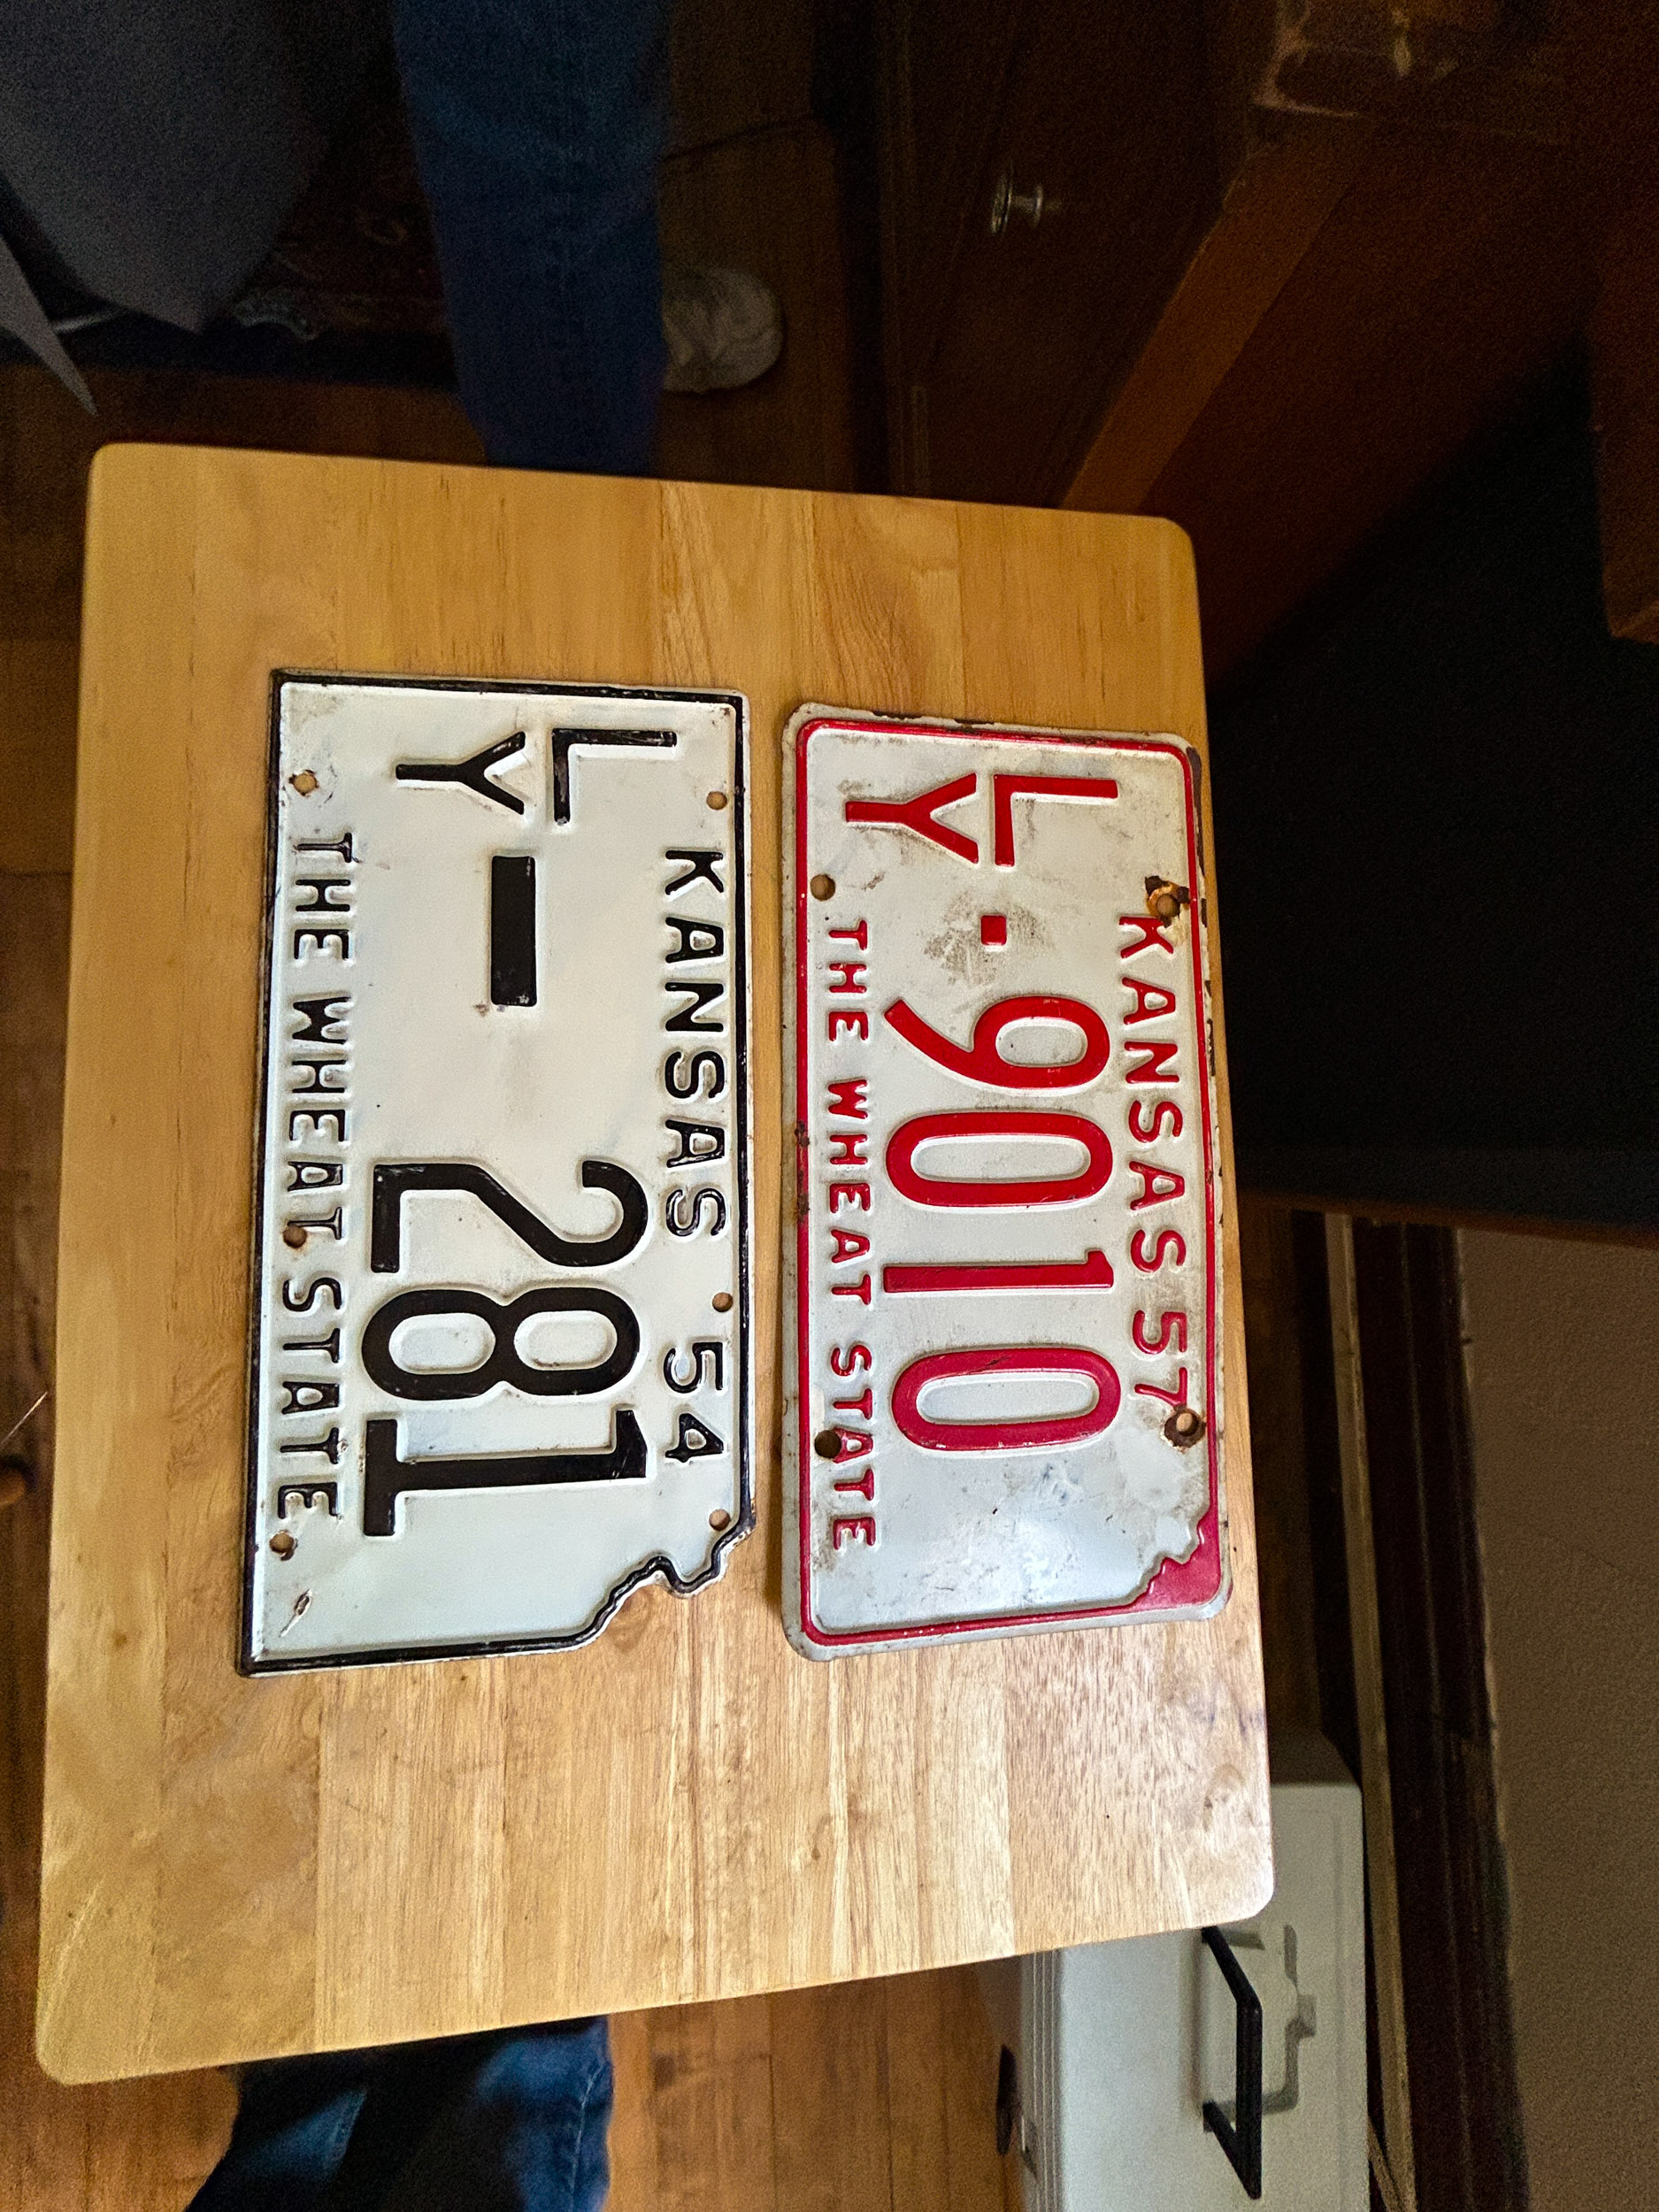 KANSAS 57
LY·9010
THE WHEAT STATE
KANSAS 54
LY-281
THE WHEAT STATE